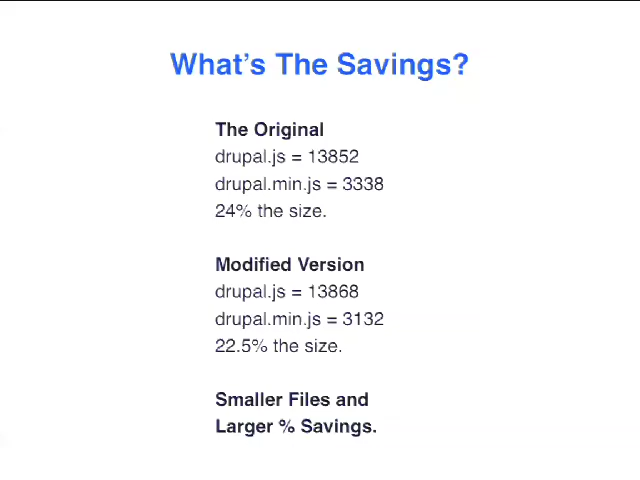 What's The Savings?
The Original
drupal.js = 13852
drupal.min.js = 3338
24% the size.
Modified Version
drupal.js = 13868
drupal.min.js = 3132
22.5% the size.
Smaller Files and
Larger % Savings.